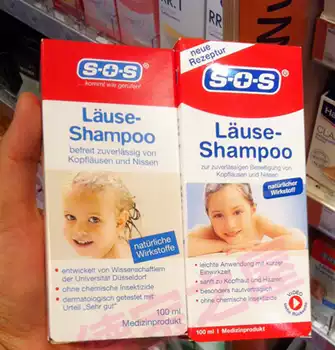 S+O+S®
...kommt wie gerufen!
Läuse-
Shampoo
befreit zuverlässig von
Kopfläusen und Nissen
natürliche
Wirkstoffe
• entwickelt von Wissenschaftlern
der Universität Düsseldorf
• ohne chemische Insektizide
• dermatologisch getestet mit
Urteil „Sehr gut"
100 ml
Medizinprodukt
neue
Rezeptur
S+O+S®
Läuse-
Shampoo
zur zuverlässigen Beseitigung von
Kopfläusen und Nissen
natürlicher
Wirkstoff
• leichte Anwendung mit kurzer
Einwirkzeit
• sanft zu Kopfhaut und Haaren,
besonders hautverträglich
• ohne chemische Insektizide
VIDEO
100 ml | Medizinprodukt